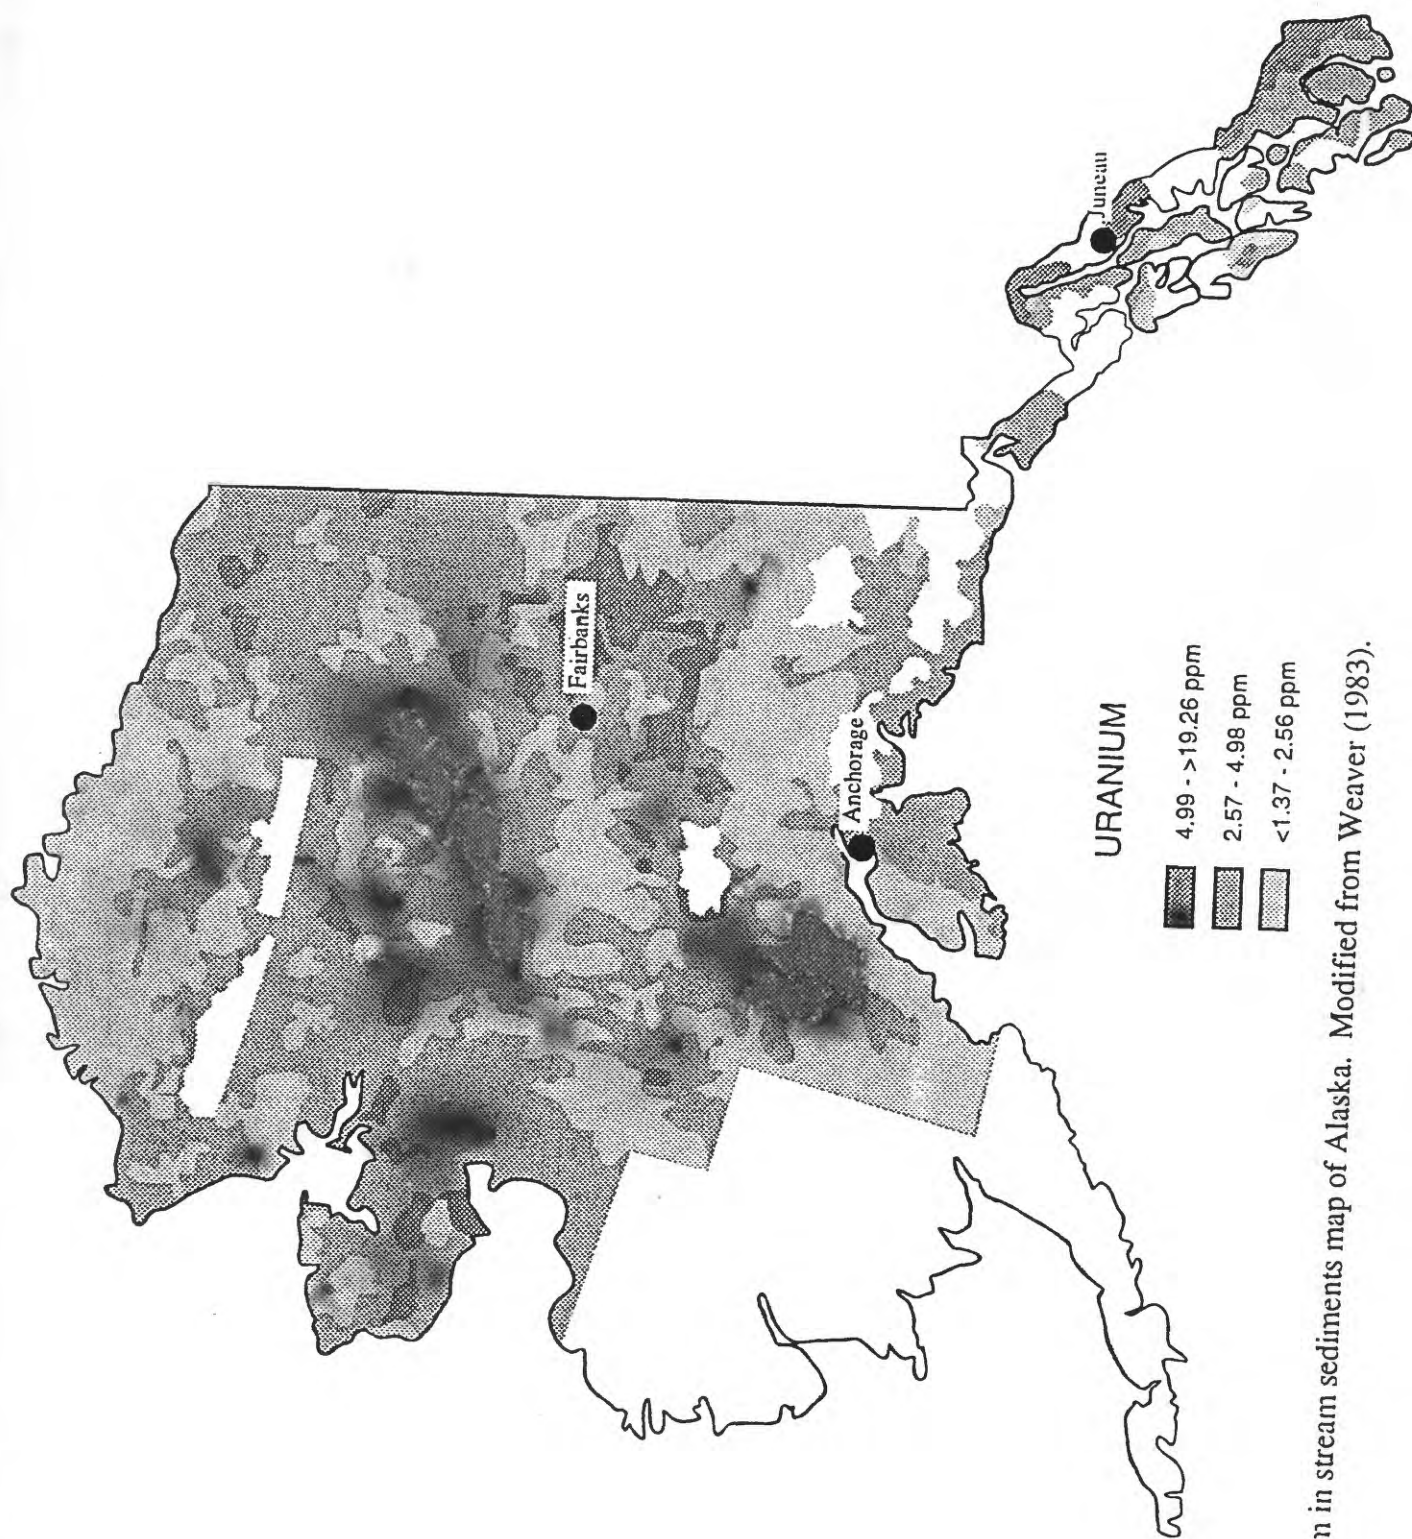 Juneau
Fairbanks
Anchorage
URANIUM
4.99 - >19.26 ppm
2.57 - 4.98 ppm
<1.37 - 2.56 ppm
in stream sediments map of Alaska. Modified from Weaver (1983).